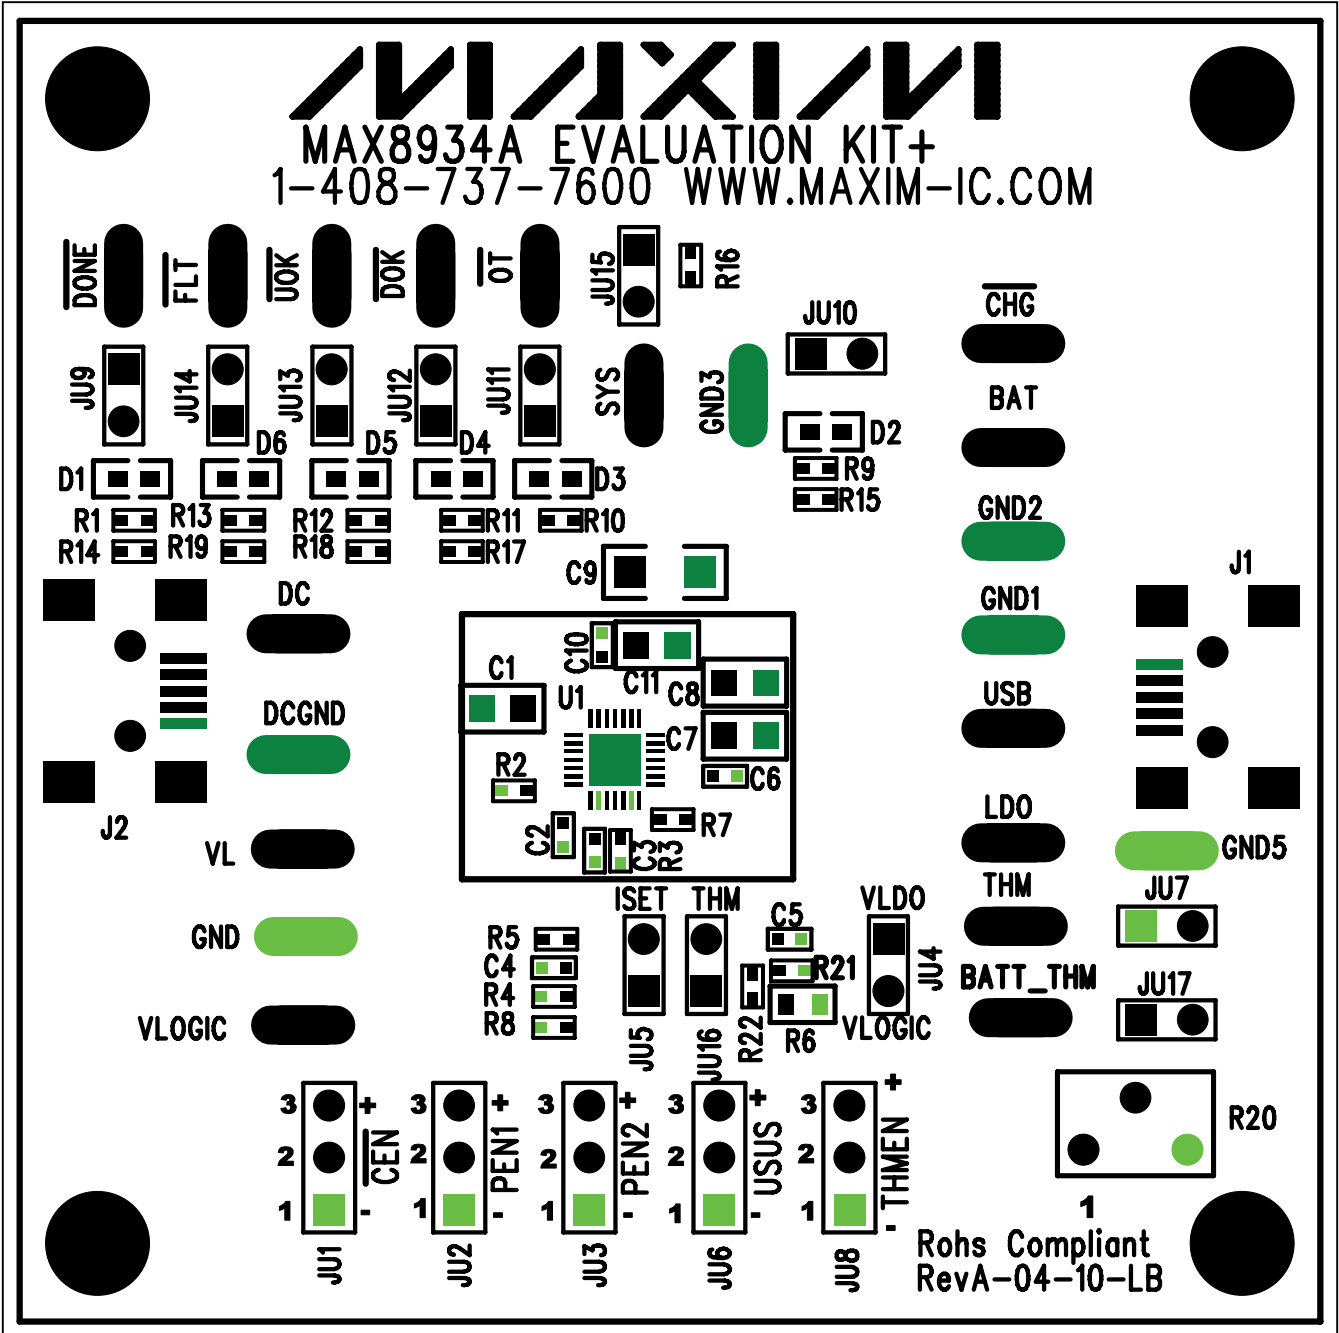 MAXIM
MAX8934A EVALUATION KIT+
1-408-737-7600 WWW.MAXIM-IC.COM
DONE
FLT
UOK
DOK
OT
JU15
R16
CHG
JU10
JU9
JU14
JU13
JU12
JU11
SYS
GND3
BAT
D6
D5
D4
D2
D1
D3
R9
R15
GND2
R1
R13
R12
R11
R10
R14
R19
R18
R17
C9
J1
DC
GND1
C10
C11
C1
U1
C8
USB
DCGND
C7
R2
C6
LDO
J2
R7
C2
C3
R3
VL
GND5
ISET
THM
VLDO
THM
JU7
GND
R5
C5
C4
R21
JU4
BATT_THM
R4
JU17
VLOGIC
R8
JU5
JU16
R22
R6
VLOGIC
3 +
2 CEN
1 -
JU1
3 +
2 PEN1
1 -
JU2
3 +
2 PEN2
1 -
JU3
3 +
2 USUS
1 -
JU6
3 +
2 THMEN
1 -
JU8
R20
1
Rohs Compliant
RevA-04-10-LB